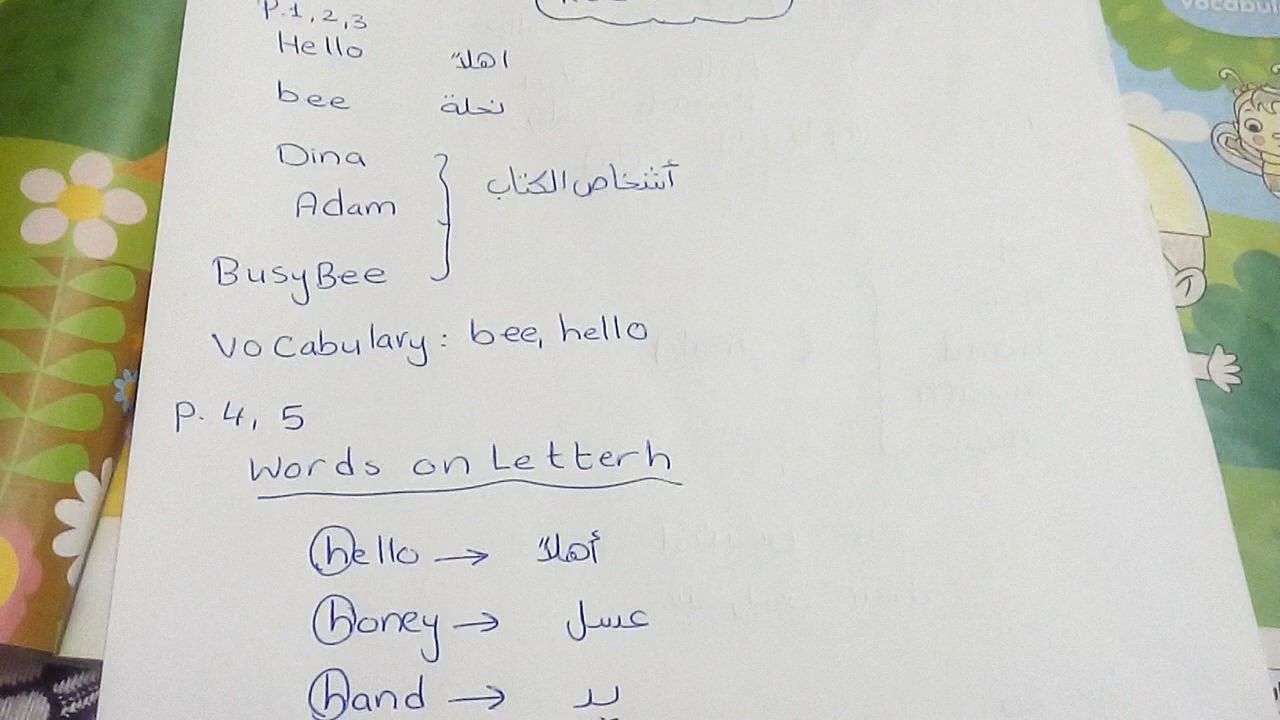 P.1,2,3
Hello اهلاً
bee نحلة
Dina
Adam
BusyBee
أشخاص الكتاب
Vocabulary: bee, hello
P. 4, 5
Words on Letter h
hello → أهلاً
honey → عسل
hand → يد